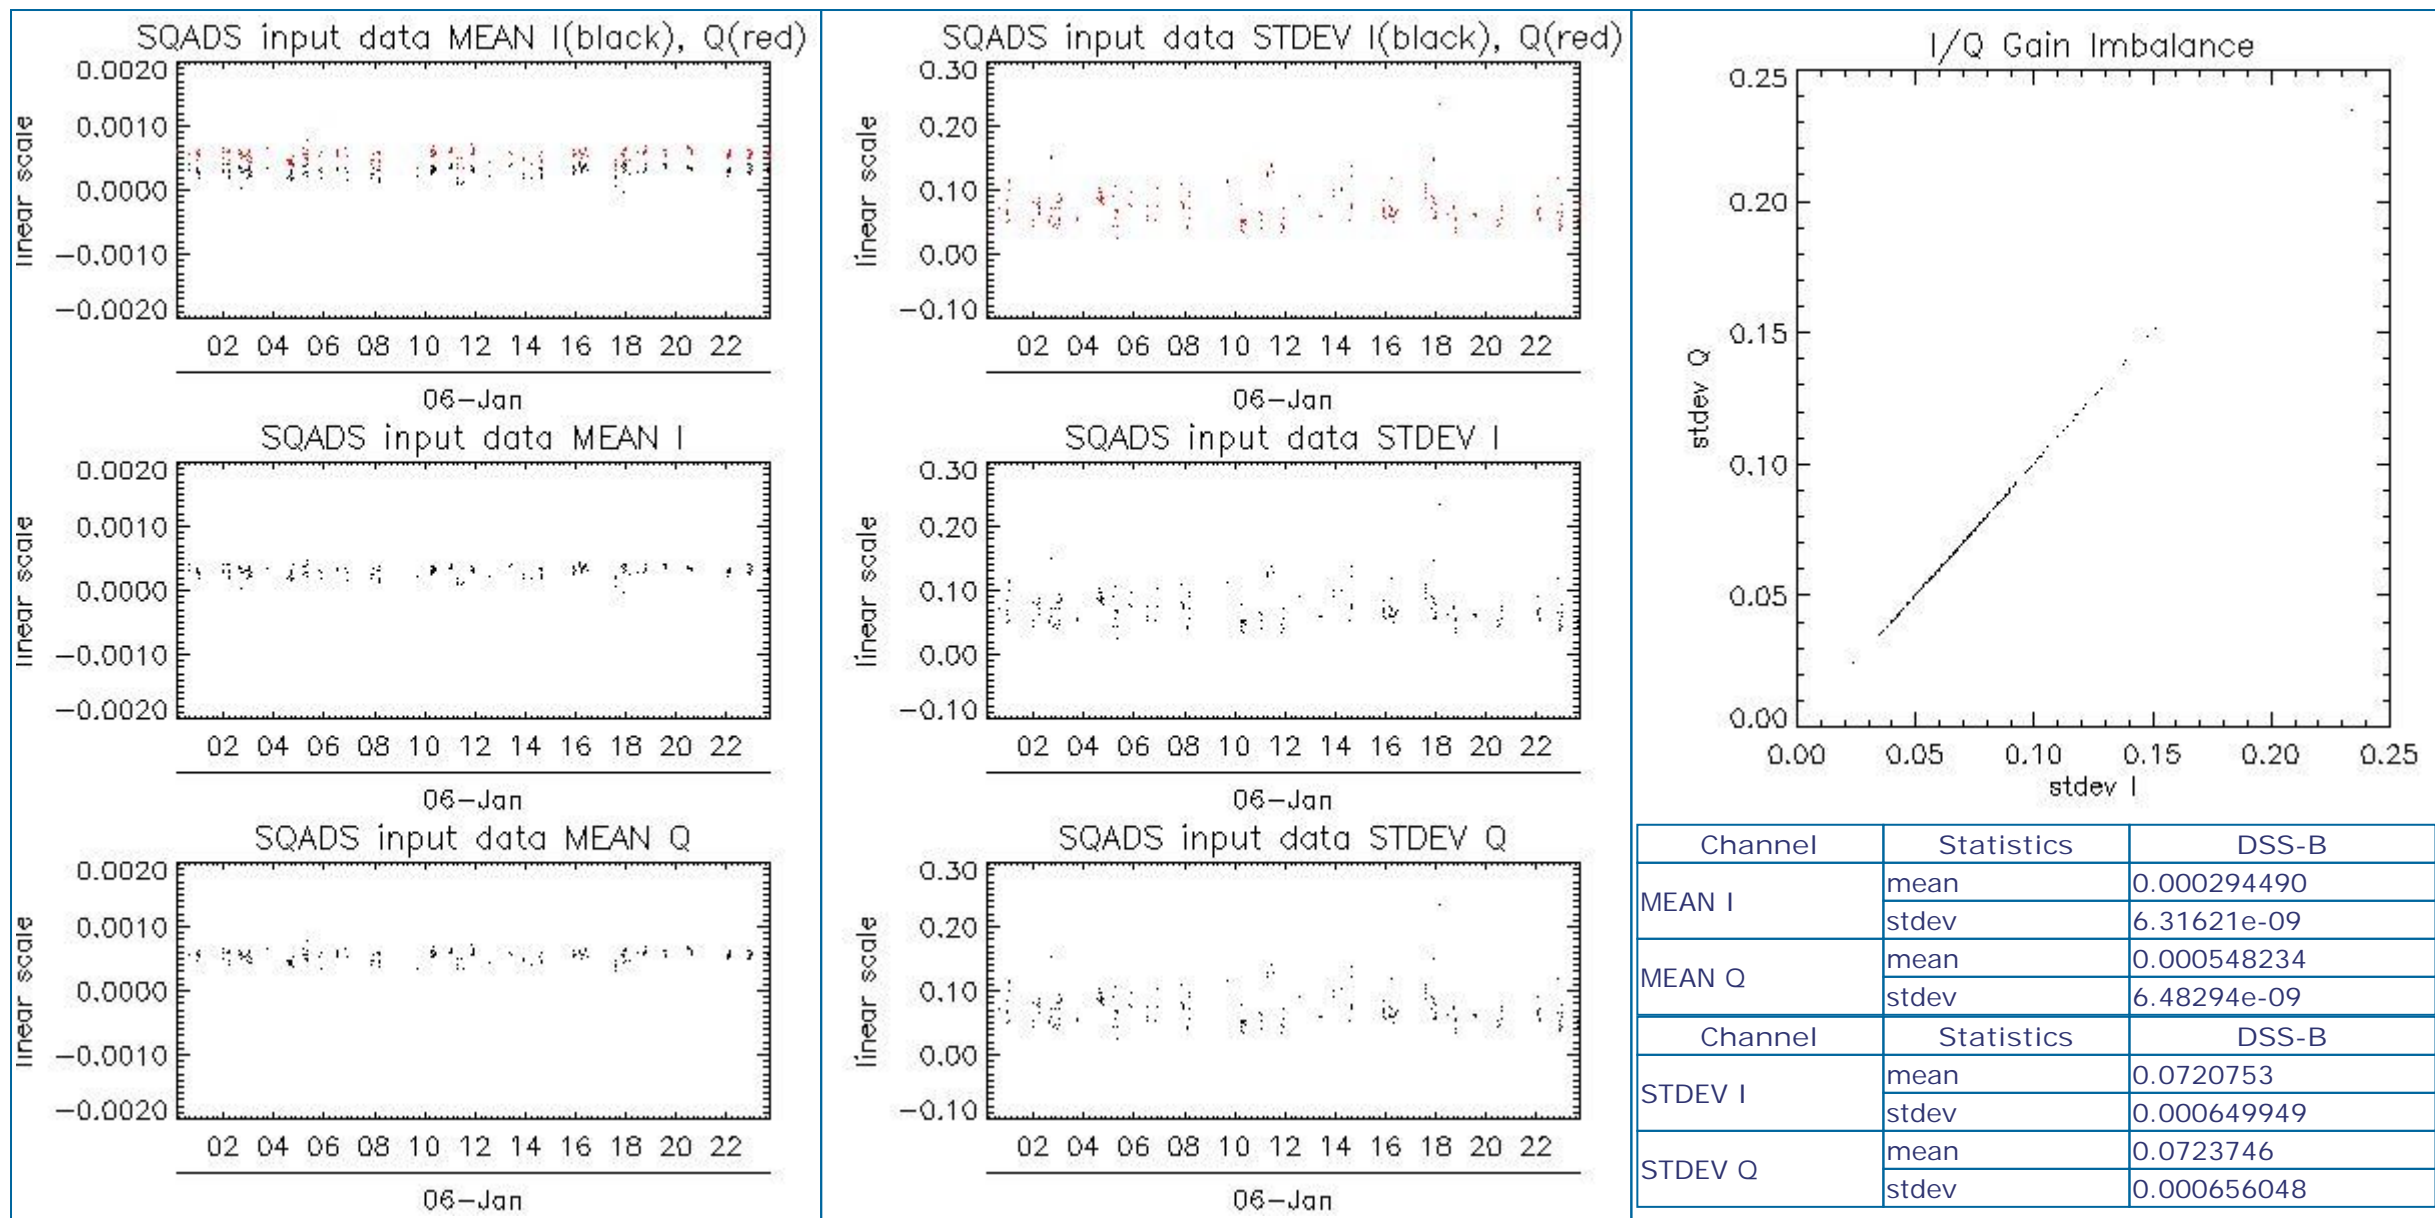 SQADS input data MEAN I(black), Q(red)
linear scale
0.0020
0.0010
0.0000
−0.0010
−0.0020
02 04 06 08 10 12 14 16 18 20 22
06−Jan
SQADS input data MEAN I
linear scale
0.0020
0.0010
0.0000
−0.0010
−0.0020
02 04 06 08 10 12 14 16 18 20 22
06−Jan
SQADS input data MEAN Q
linear scale
0.0020
0.0010
0.0000
−0.0010
−0.0020
02 04 06 08 10 12 14 16 18 20 22
06−Jan
SQADS input data STDEV I(black), Q(red)
linear scale
0.30
0.20
0.10
0.00
−0.10
02 04 06 08 10 12 14 16 18 20 22
06−Jan
SQADS input data STDEV I
linear scale
0.30
0.20
0.10
0.00
−0.10
02 04 06 08 10 12 14 16 18 20 22
06−Jan
SQADS input data STDEV Q
linear scale
0.30
0.20
0.10
0.00
−0.10
02 04 06 08 10 12 14 16 18 20 22
06−Jan
I/Q Gain Imbalance
stdev Q
0.25
0.20
0.15
0.10
0.05
0.00
0.00 0.05 0.10 0.15 0.20 0.25
stdev I
Channel Statistics DSS-B
MEAN I mean 0.000294490
stdev 6.31621e-09
MEAN Q mean 0.000548234
stdev 6.48294e-09
Channel Statistics DSS-B
STDEV I mean 0.0720753
stdev 0.000649949
STDEV Q mean 0.0723746
stdev 0.000656048